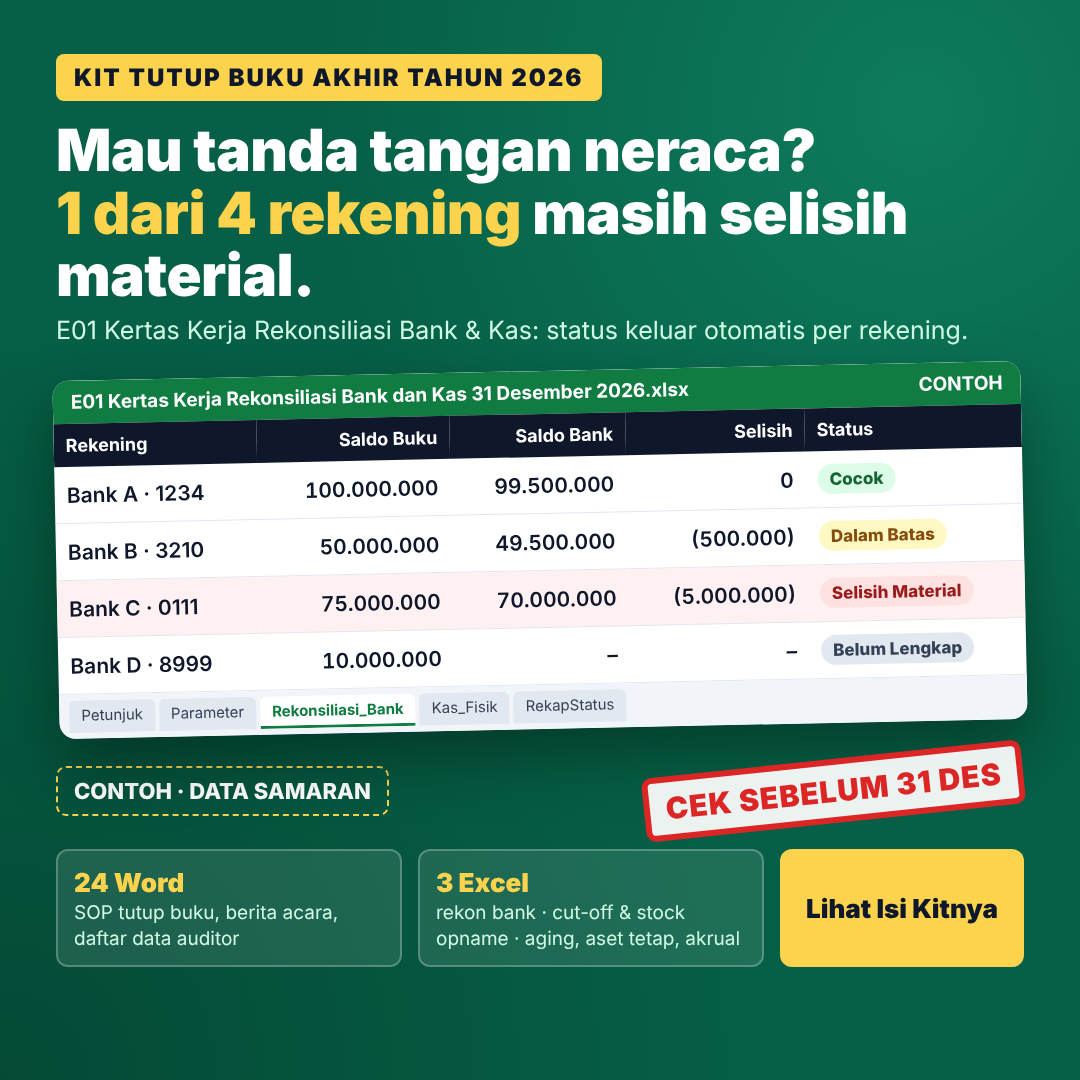 KIT TUTUP BUKU AKHIR TAHUN 2026
Mau tanda tangan neraca?
1 dari 4 rekening masih selisih
material.
E01 Kertas Kerja Rekonsiliasi Bank & Kas: status keluar otomatis per rekening.
E01 Kertas Kerja Rekonsiliasi Bank dan Kas 31 Desember 2026.xlsx CONTOH
Rekening Saldo Buku Saldo Bank Selisih Status
Bank A · 1234 100.000.000 99.500.000 0 Cocok
Bank B · 3210 50.000.000 49.500.000 (500.000) Dalam Batas
Bank C · 0111 75.000.000 70.000.000 (5.000.000) Selisih Material
Bank D · 8999 10.000.000 – – Belum Lengkap
Petunjuk Parameter Rekonsiliasi_Bank Kas_Fisik RekapStatus
CONTOH · DATA SAMARAN
CEK SEBELUM 31 DES
24 Word
SOP tutup buku, berita acara,
daftar data auditor
3 Excel
rekon bank · cut-off & stock
opname · aging, aset tetap, akrual
Lihat Isi Kitnya